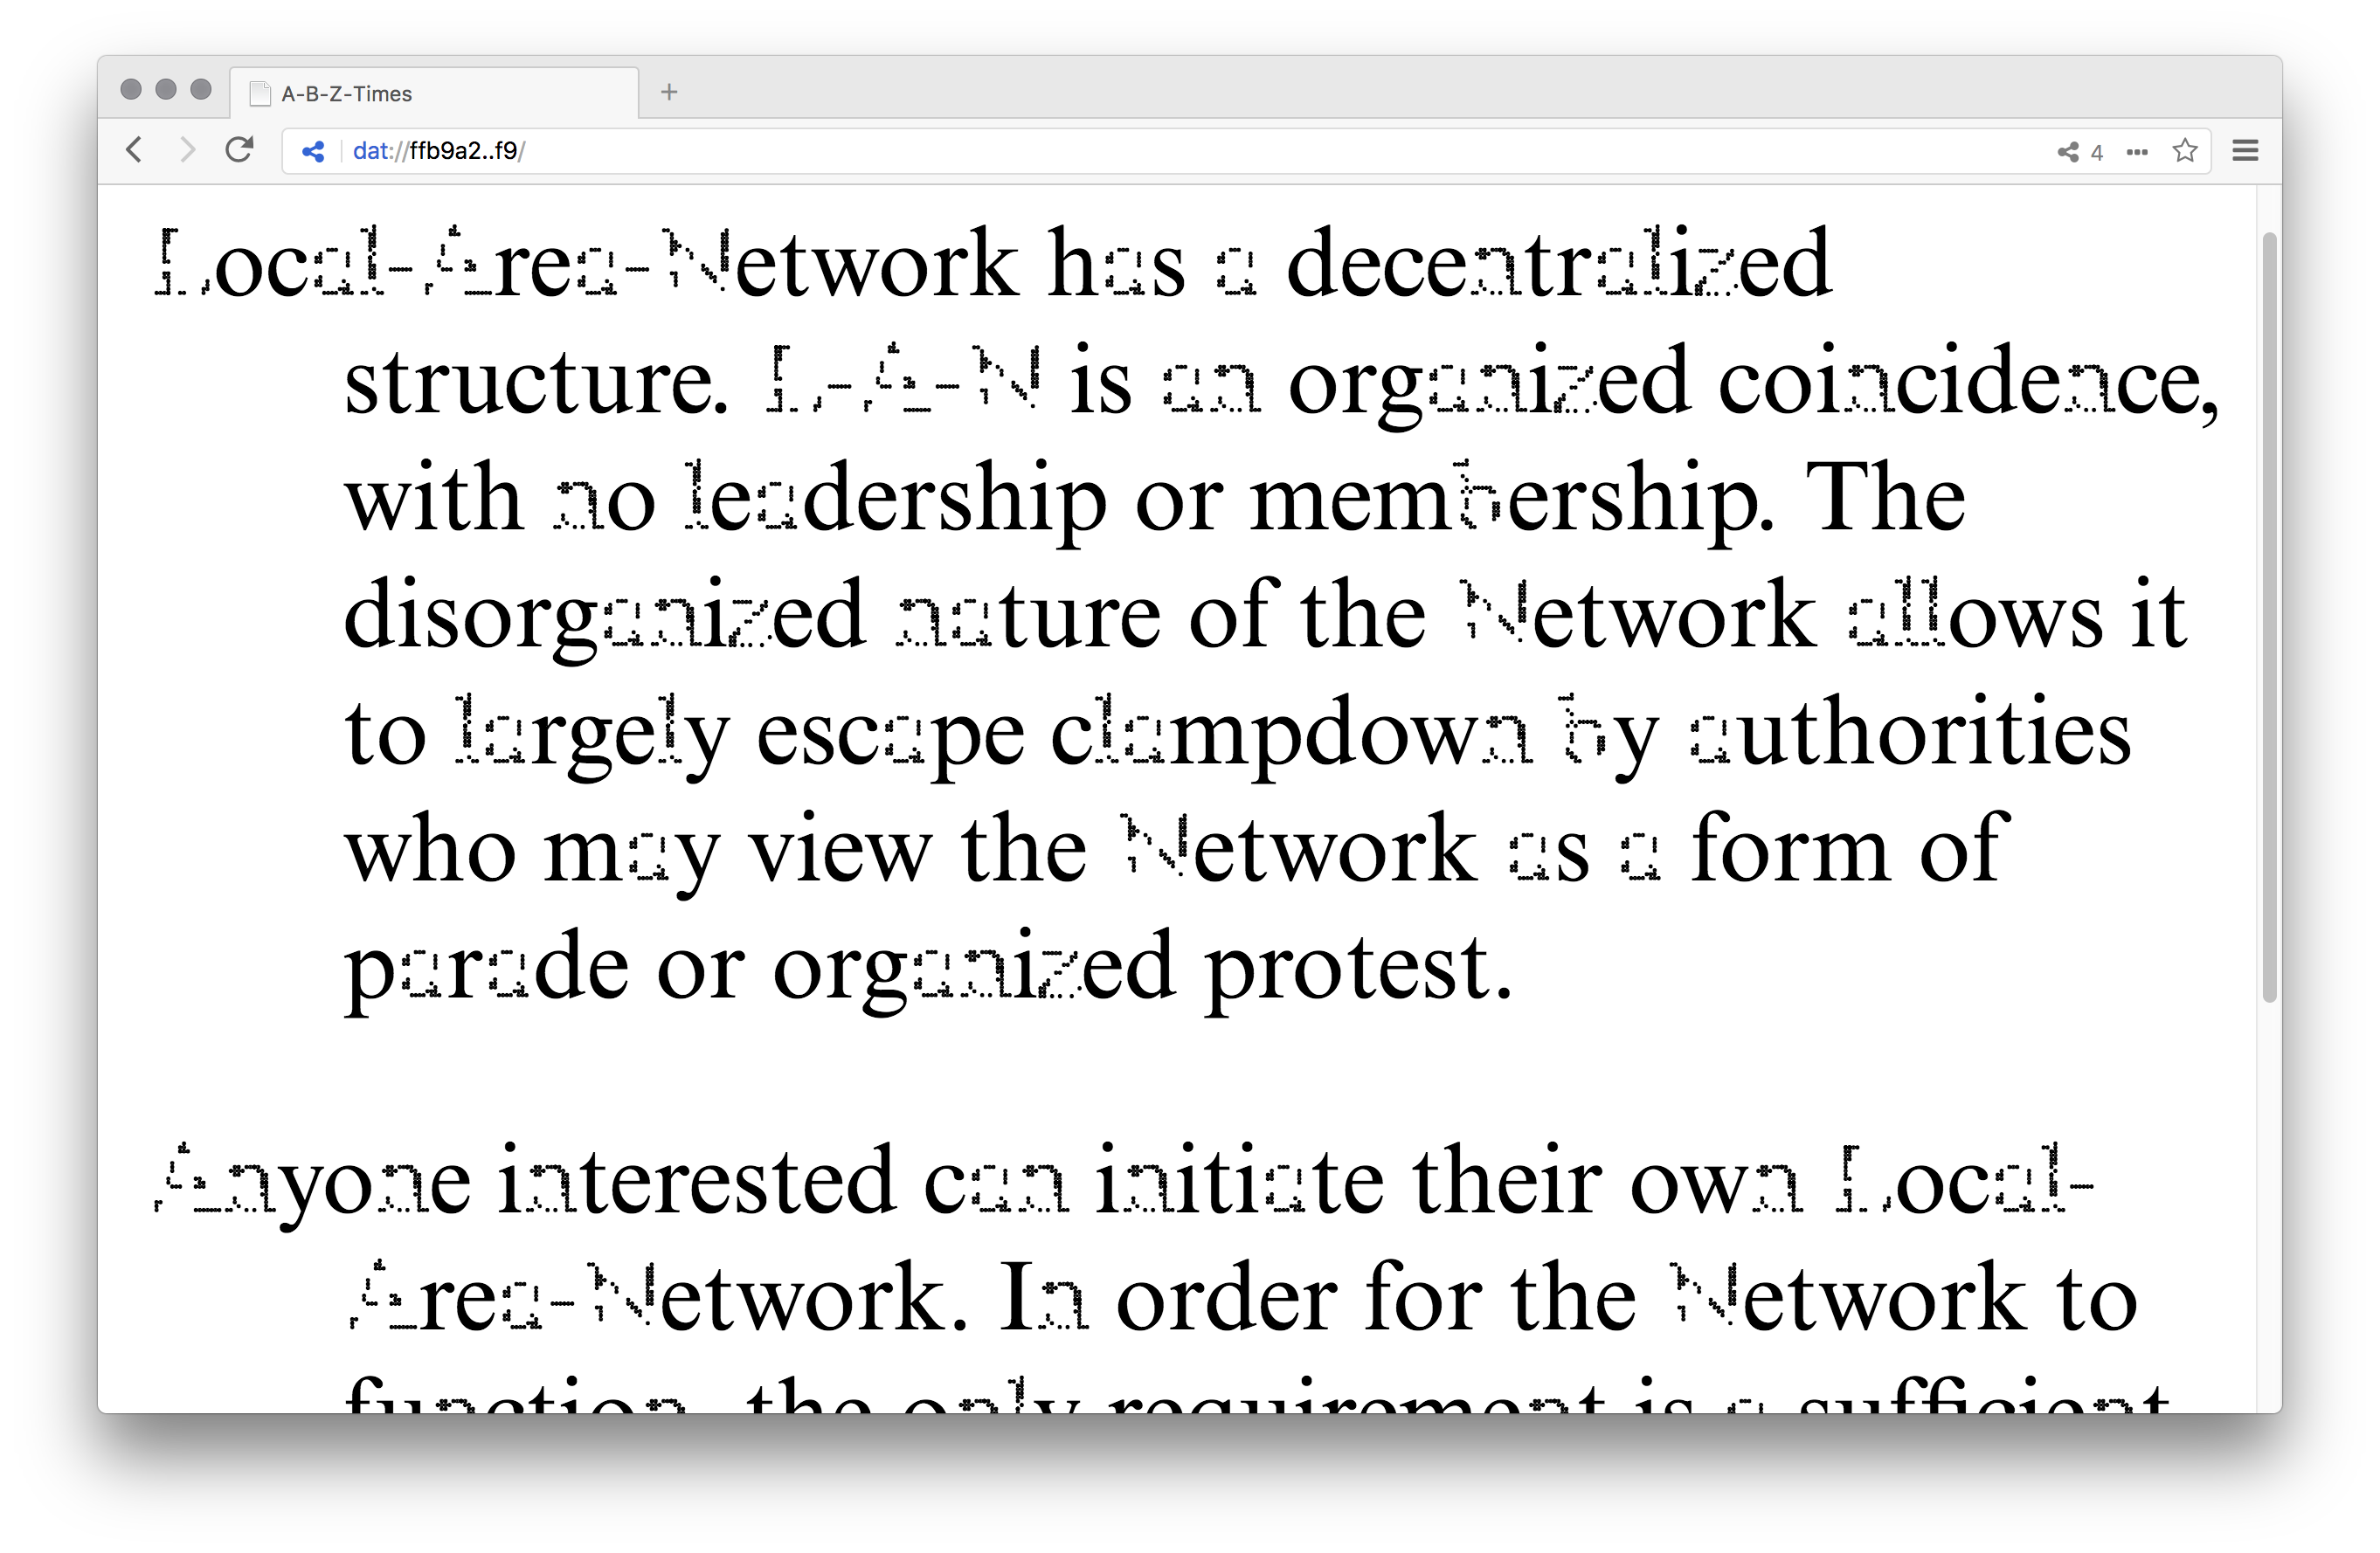 A-B-Z-Times
dat://ffb9a2..f9/
4
Local-Area-Network has a decentralized
structure. L-A-N is an organized coincidence,
with no leadership or membership. The
disorganized nature of the Network allows it
to largely escape clampdown by authorities
who may view the Network as a form of
parade or organized protest.
Anyone interested can initiate their own Local-
Area-Network. In order for the Network to
function, the only requirement is a sufficient